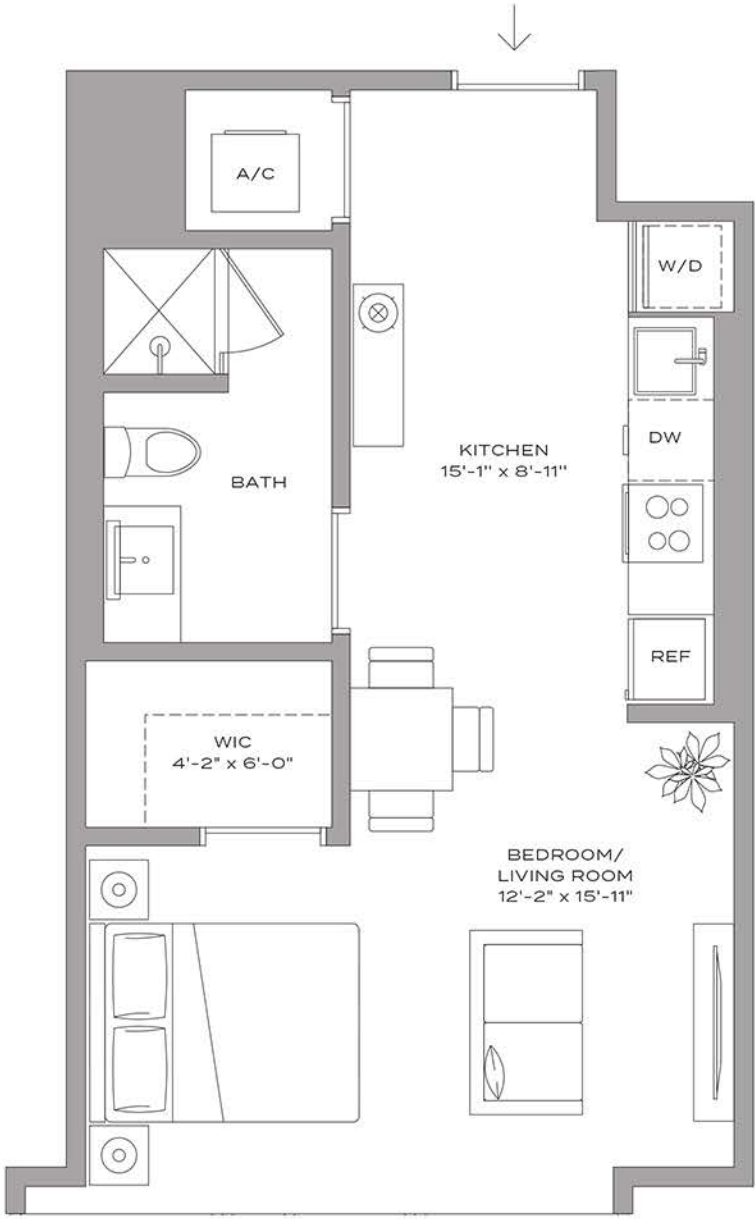 A/C
W/D
KITCHEN
15'-1" x 8'-11"
DW
BATH
REF
WIC
4'-2" x 6'-0"
BEDROOM/
LIVING ROOM
12'-2" x 15'-11"